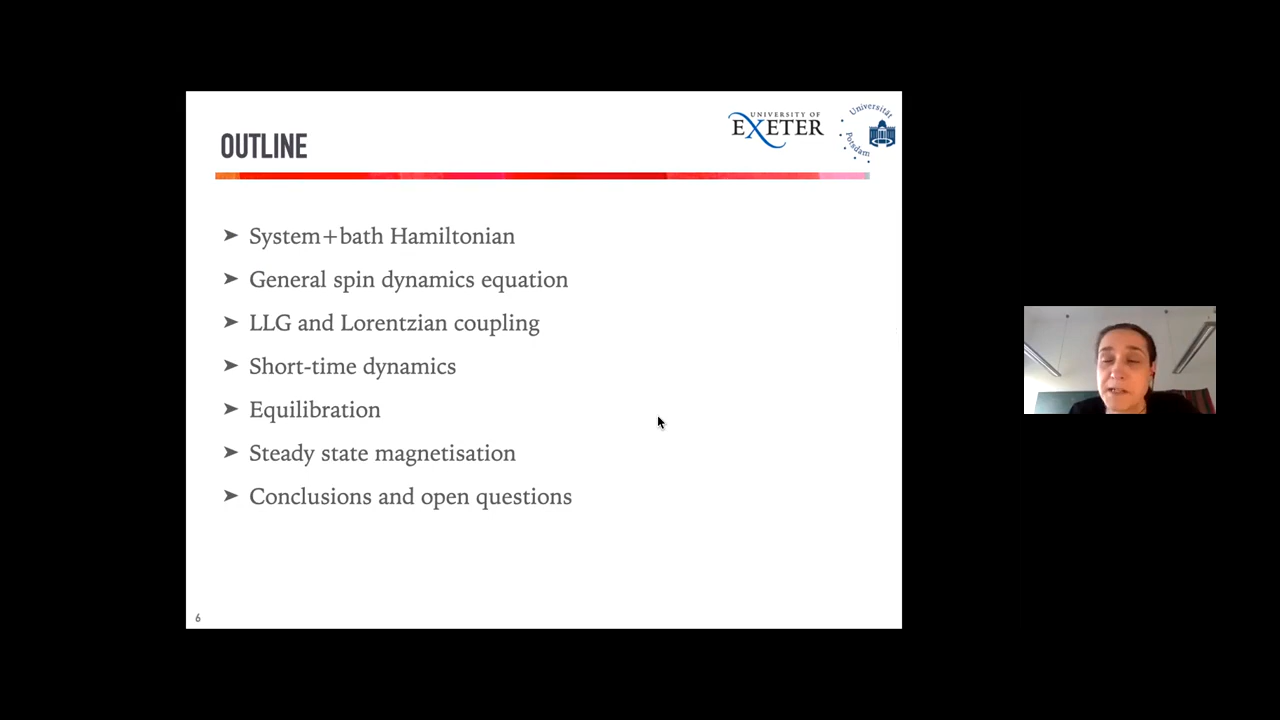 OUTLINE
UNIVERSITY OF
EXETER
Universität
Potsdam
➤ System+bath Hamiltonian
➤ General spin dynamics equation
➤ LLG and Lorentzian coupling
➤ Short-time dynamics
➤ Equilibration
➤ Steady state magnetisation
➤ Conclusions and open questions
6